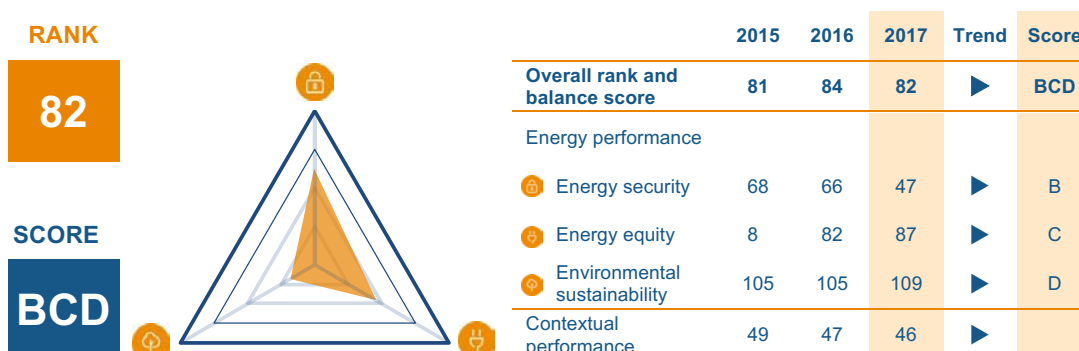 RANK
82
SCORE
BCD
2015 2016 2017 Trend Score
Overall rank and
balance score 81 84 82 BCD
Energy performance
Energy security 68 66 47 B
Energy equity 8 82 87 C
Environmental
sustainability 105 105 109 D
Contextual
performance 49 47 46